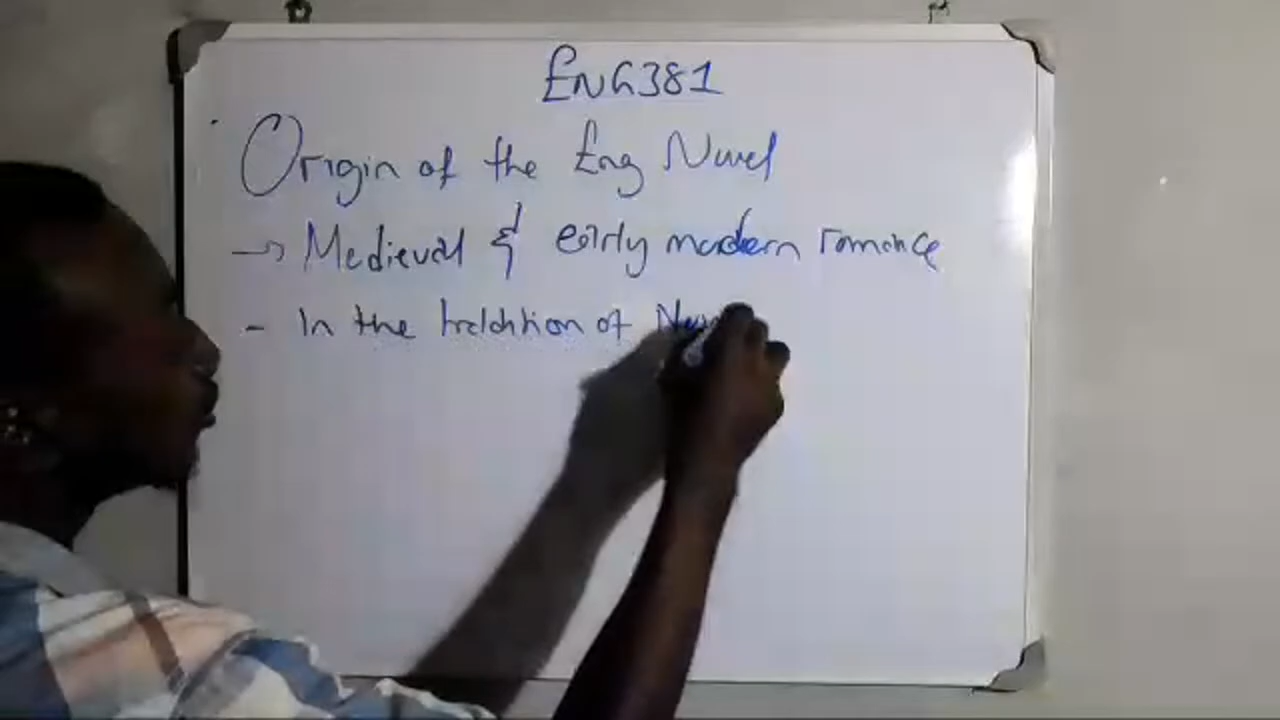 ENG381
Origin of the Eng Novel
→ Medieval & early modern romance
- In the tradition of